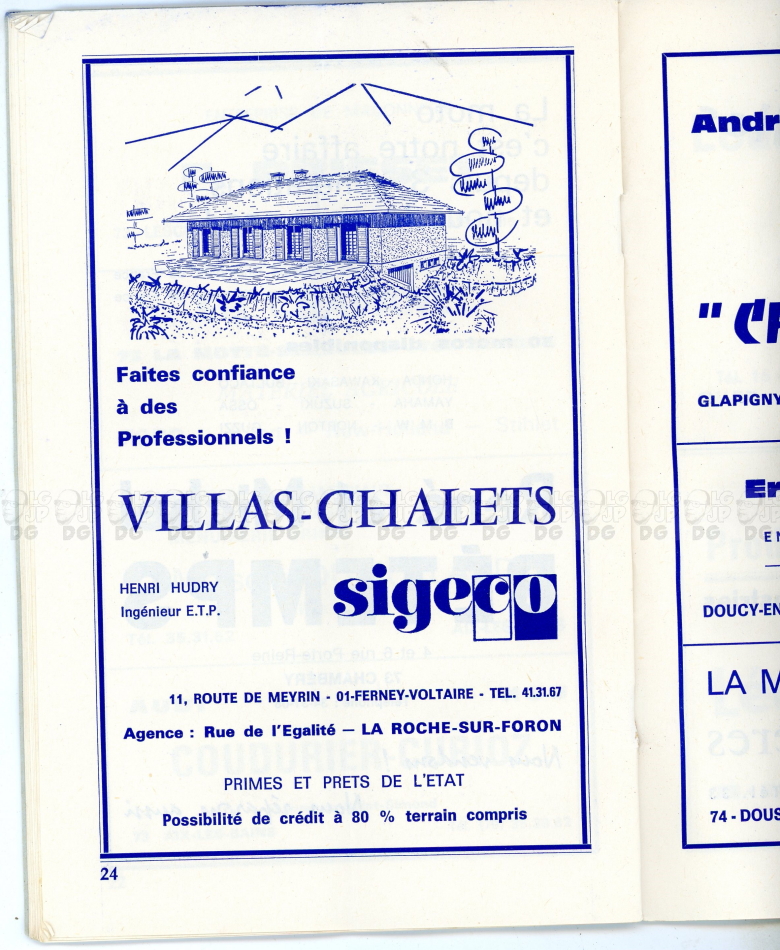 Faites confiance
à des
Professionnels !
VILLAS-CHALETS
HENRI HUDRY
Ingénieur E.T.P.
sigeco
11, ROUTE DE MEYRIN - 01-FERNEY-VOLTAIRE - TEL. 41.31.67
Agence : Rue de l'Egalité — LA ROCHE-SUR-FORON
PRIMES ET PRETS DE L'ETAT
Possibilité de crédit à 80 % terrain compris
24
Andr
GLAPIGNY
Er
EN
DOUCY-EN
LA M
74 - DOUS